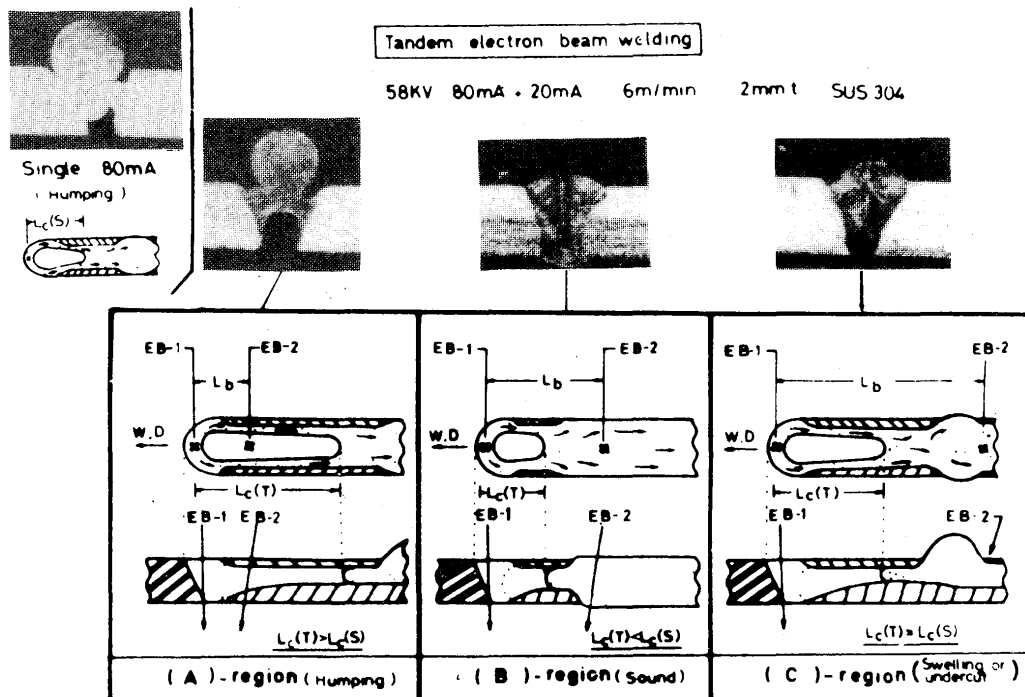 Tandem electron beam welding
58KV 80mA + 20mA 6m/min 2mm t SUS 304
Single 80mA
(Humping)
Lc(S)
EB-1 EB-2
Lb
W.D
Lc(T)
EB-1 EB-2
Lc(T)>Lc(S)
(A)-region (Humping)
EB-1 EB-2
Lb
W.D
Lc(T)
EB-1 EB-2
Lc(T)<Lc(S)
(B)-region (Sound)
EB-1 EB-2
Lb
W.D
Lc(T)
EB-1 EB-2
Lc(T)=Lc(S)
(C)-region (Swelling or undercut)